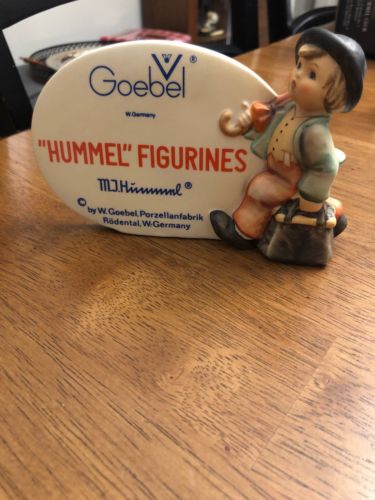 Goebel ®
W. Germany
"HUMMEL" FIGURINES
M.J. Hummel ®
© by W. Goebel. Porzellanfabrik
Rödental, W.-Germany